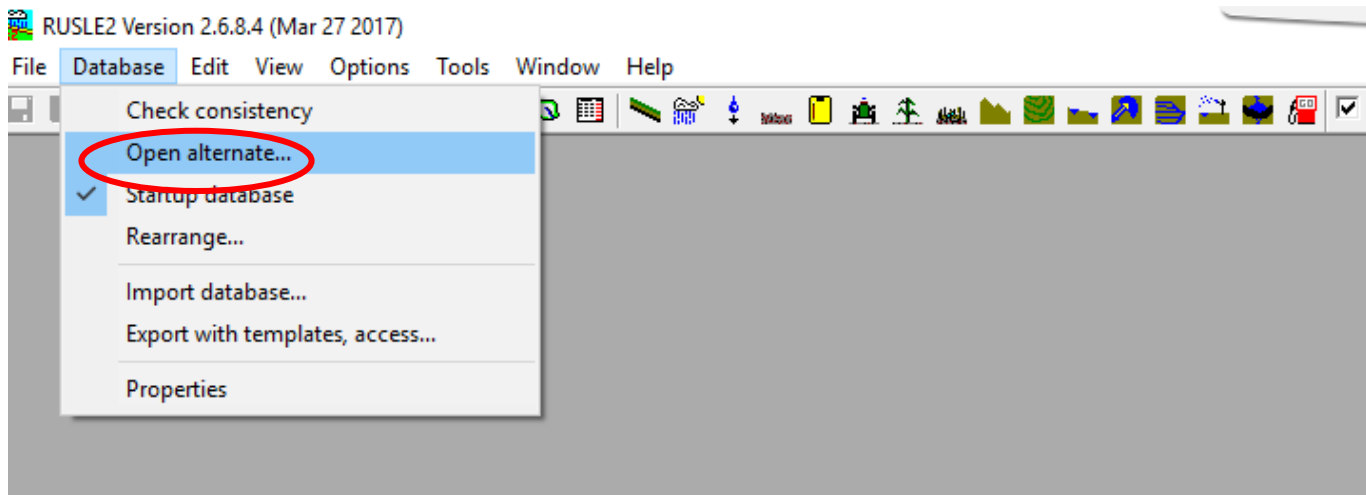 RUSLE2 Version 2.6.8.4 (Mar 27 2017)
File Database Edit View Options Tools Window Help
Check consistency
Open alternate...
Startup database
Rearrange...
Import database...
Export with templates, access...
Properties